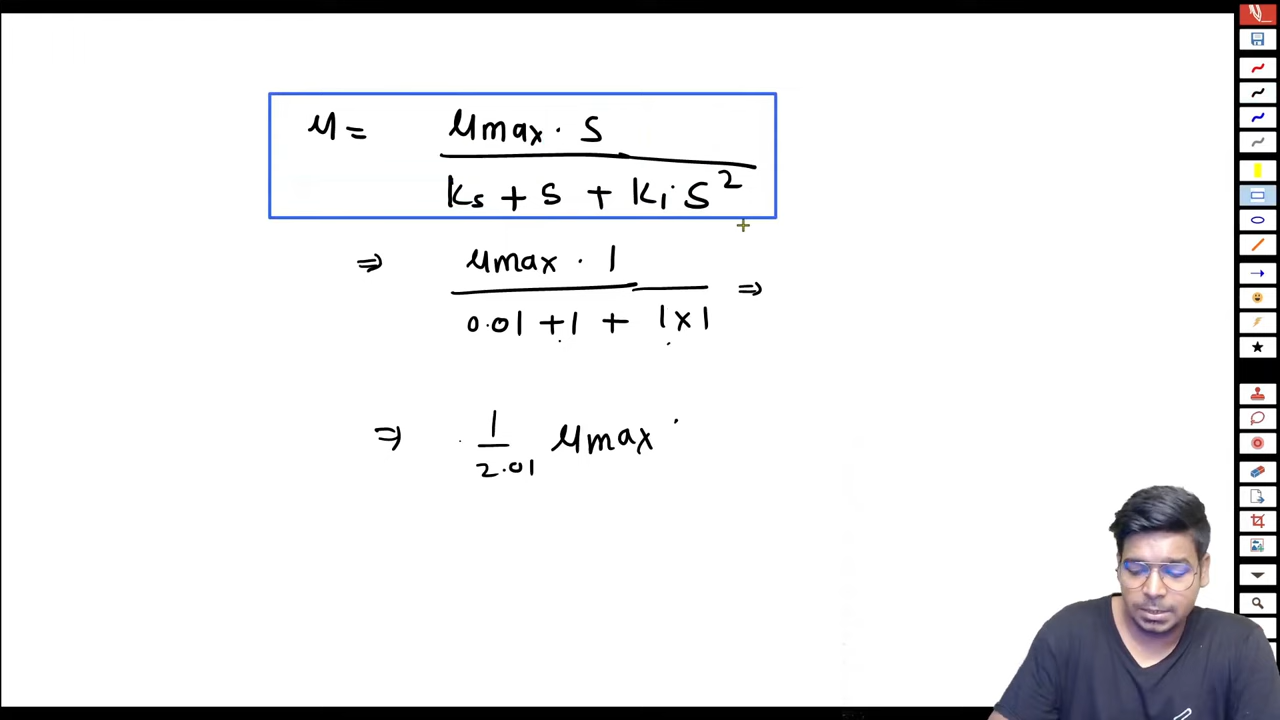 μ = μmax · S / (Ks + S + Ki S²)
⇒ μmax · 1 / (0.01 + 1 + 1×1) ⇒
⇒ 1/2.01 μmax